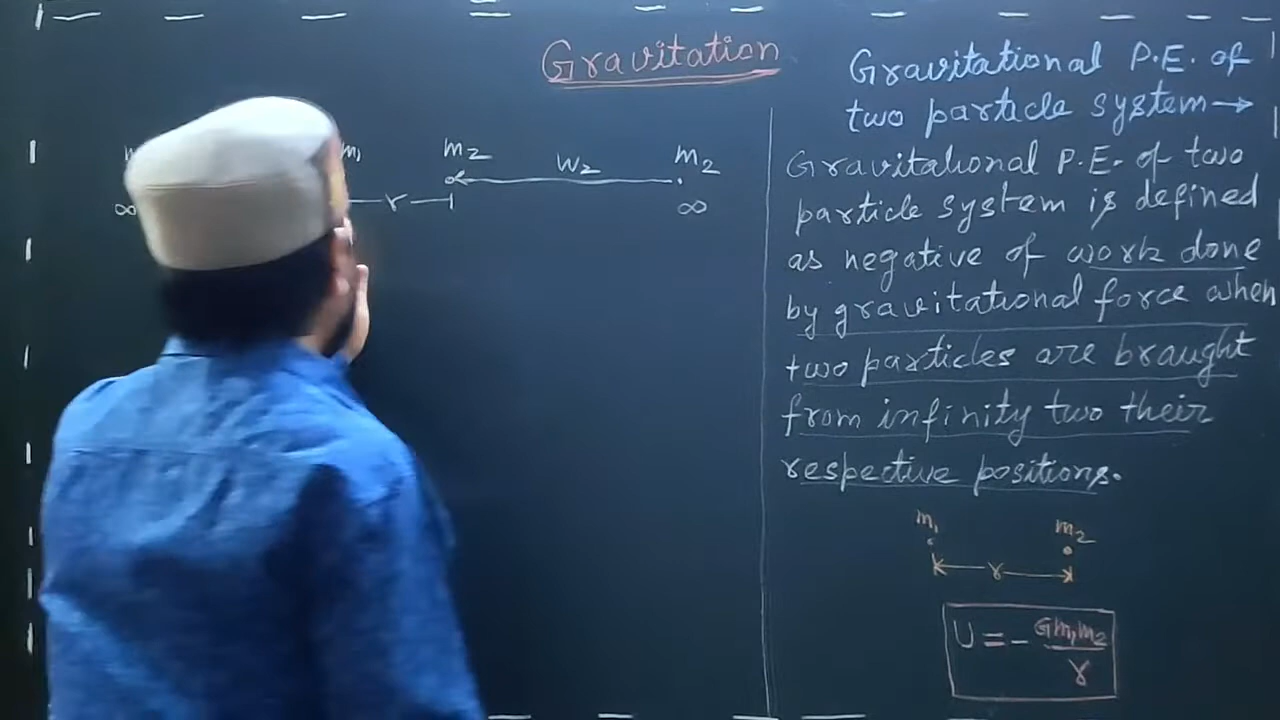 Gravitation
m2 W2 m2
∞ r ∞
Gravitational P.E. of
two particle system→
Gravitational P.E. of two
particle system is defined
as negative of work done
by gravitational force when
two particles are braught
from infinity two their
respective positions.
m1 m2
r
U = - Gm1m2
r